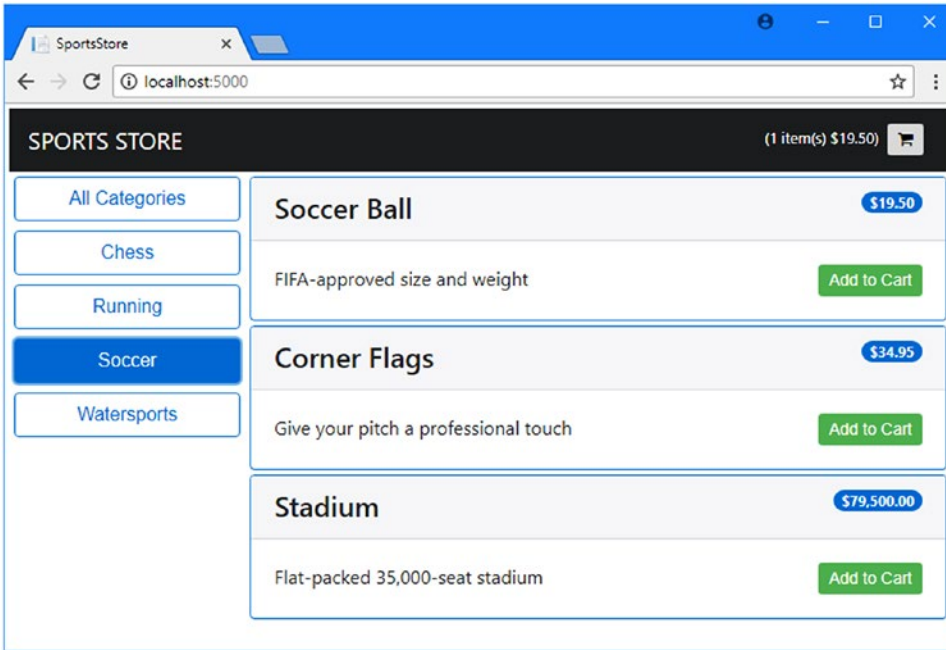 SportsStore
localhost:5000
SPORTS STORE
(1 item(s) $19.50)
All Categories
Chess
Running
Soccer
Watersports
Soccer Ball
$19.50
FIFA-approved size and weight
Add to Cart
Corner Flags
$34.95
Give your pitch a professional touch
Add to Cart
Stadium
$79,500.00
Flat-packed 35,000-seat stadium
Add to Cart